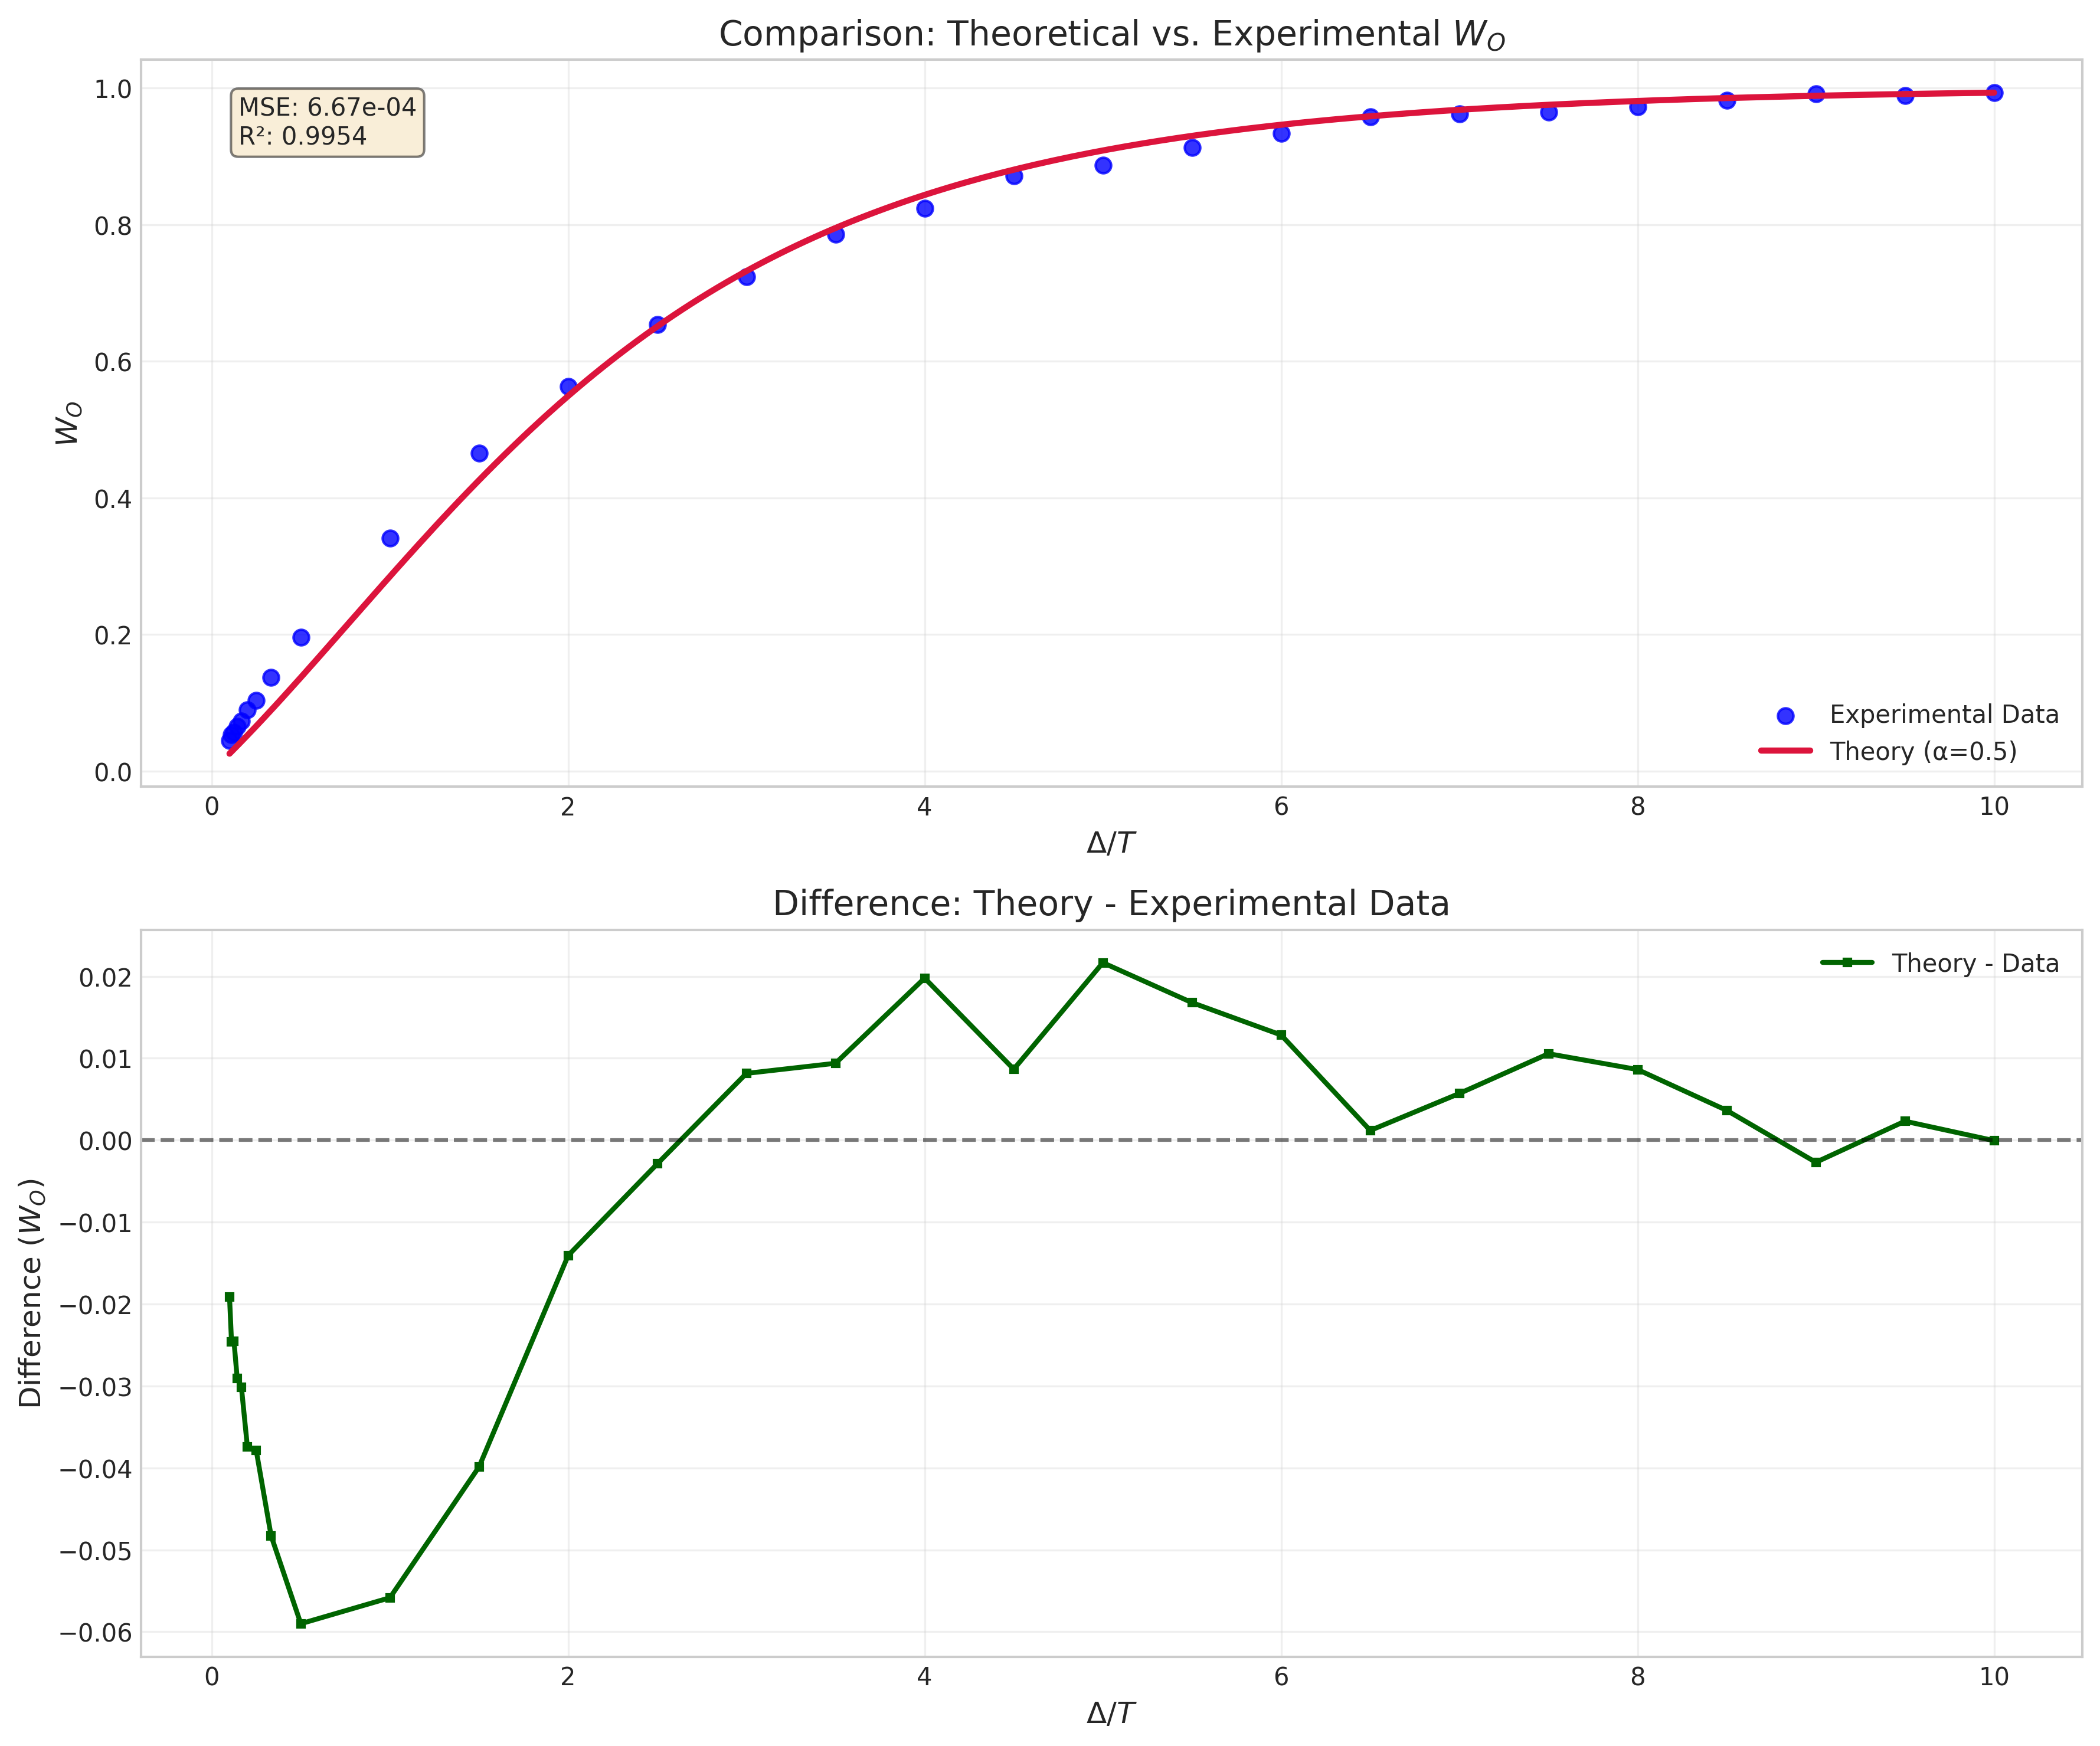 Comparison: Theoretical vs. Experimental W_O
MSE: 6.67e-04
R²: 0.9954
1.0
0.8
0.6
0.4
0.2
0.0
W_O
Experimental Data
Theory (α=0.5)
0 2 4 6 8 10
Δ/T
Difference: Theory - Experimental Data
Theory - Data
0.02
0.01
0.00
−0.01
−0.02
−0.03
−0.04
−0.05
−0.06
Difference (W_O)
0 2 4 6 8 10
Δ/T